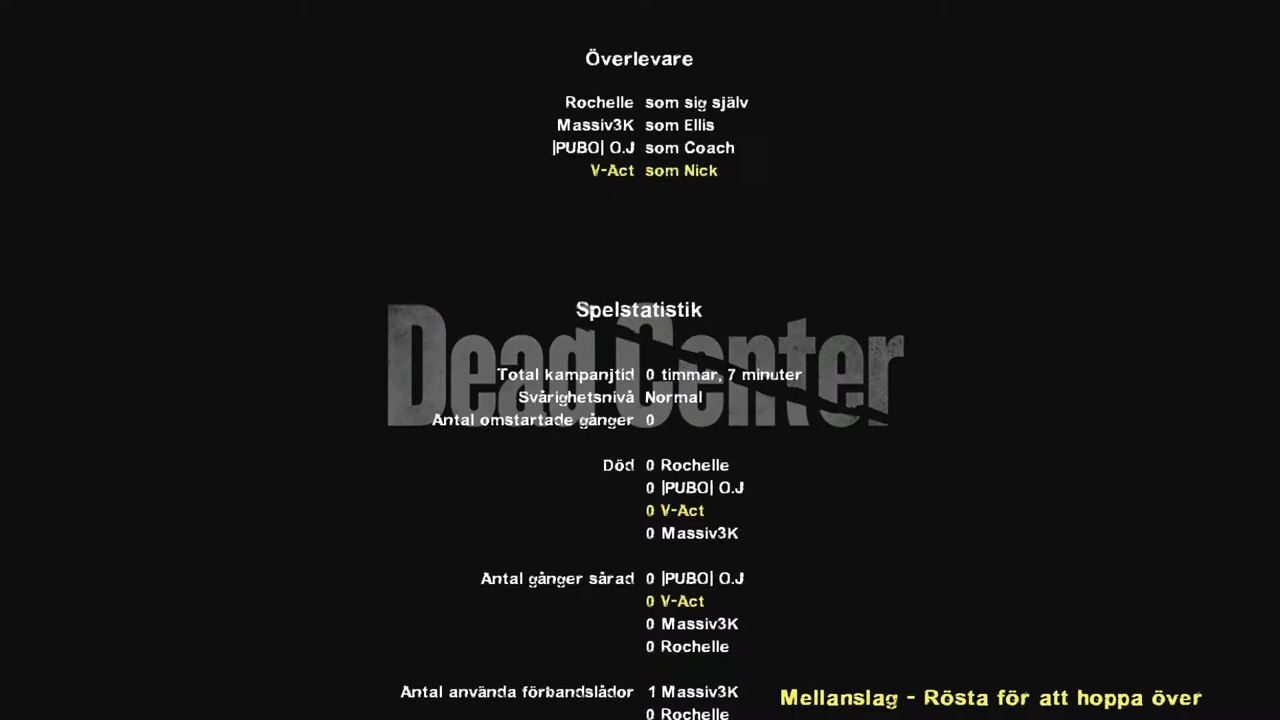 Överlevare
Rochelle som sig själv
Massiv3K som Ellis
|PUBO| O.J som Coach
V-Act som Nick
Spelstatistik
Dead Center
Total kampanjtid 0 timmar, 7 minuter
Svårighetsnivå Normal
Antal omstartade gånger 0
Död 0 Rochelle
0 |PUBO| O.J
0 V-Act
0 Massiv3K
Antal gånger sårad 0 |PUBO| O.J
0 V-Act
0 Massiv3K
0 Rochelle
Antal använda förbandslådor 1 Massiv3K
0 Rochelle
Mellanslag - Rösta för att hoppa över